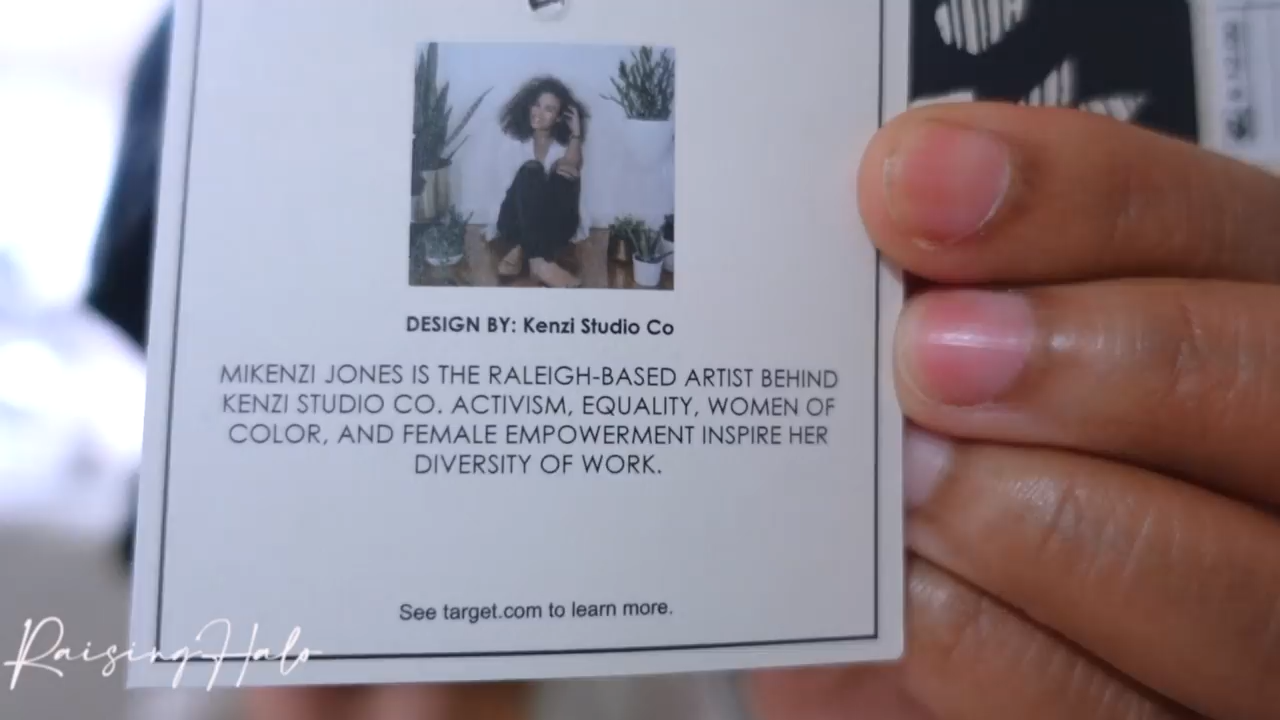 DESIGN BY: Kenzi Studio Co
MIKENZI JONES IS THE RALEIGH-BASED ARTIST BEHIND
KENZI STUDIO CO. ACTIVISM, EQUALITY, WOMEN OF
COLOR, AND FEMALE EMPOWERMENT INSPIRE HER
DIVERSITY OF WORK.
See target.com to learn more.
RaisingHalo